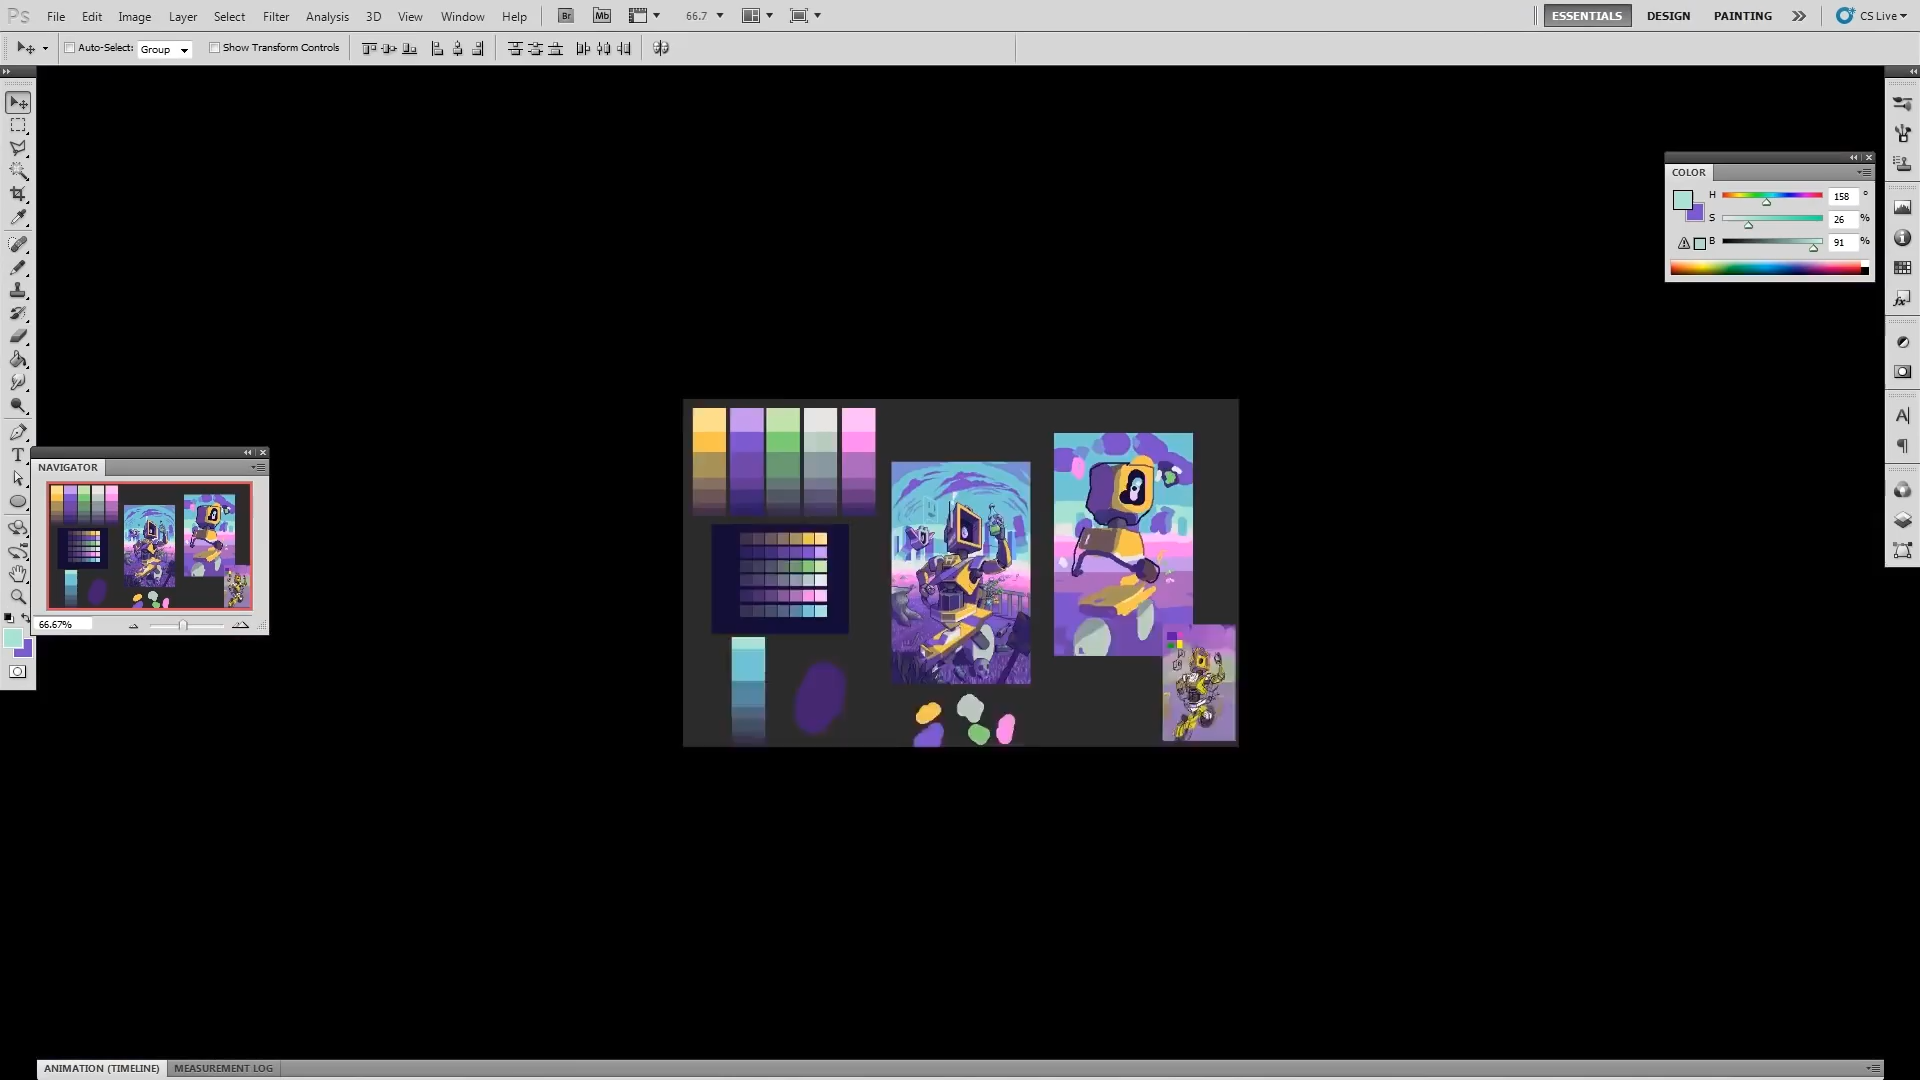 Ps File Edit Image Layer Select Filter Analysis 3D View Window Help Br Mb 66.7 ESSENTIALS DESIGN PAINTING CS Live
Auto-Select: Group Show Transform Controls
COLOR
H 158 °
S 26 %
B 91 %
NAVIGATOR
66.67%
ANIMATION (TIMELINE) MEASUREMENT LOG